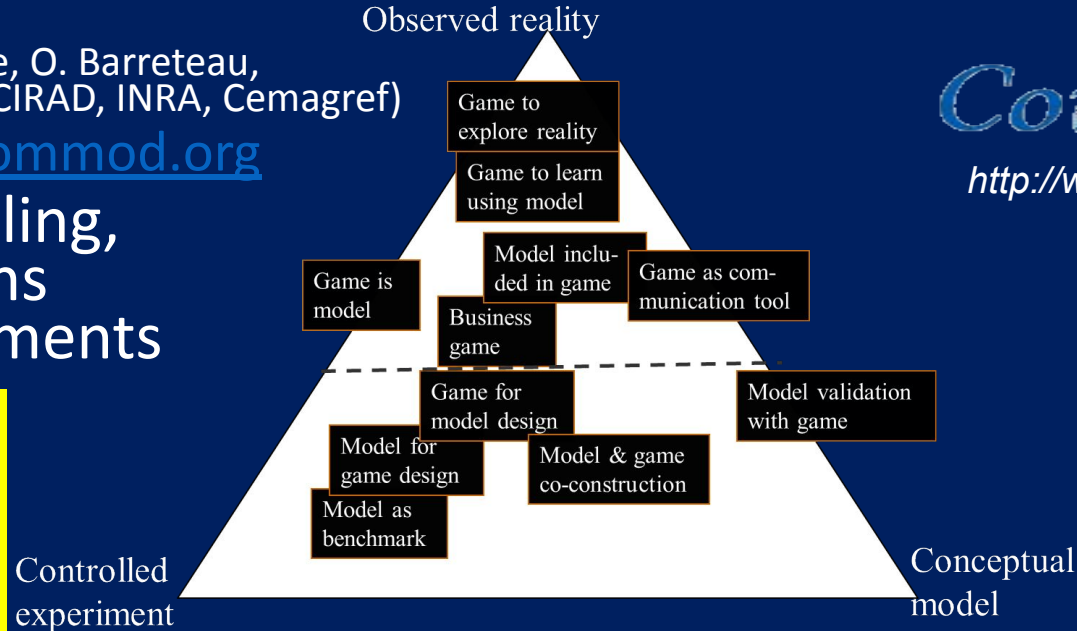 Observed reality
e, O. Barreteau,
CIRAD, INRA, Cemagref)
ommod.org
ling,
ns
ments
Co
http://w
Game to
explore reality
Game to learn
using model
Model inclu-
ded in game
Game as com-
munication tool
Game is
model
Business
game
Game for
model design
Model validation
with game
Model for
game design
Model & game
co-construction
Model as
benchmark
Controlled
experiment
Conceptual
model